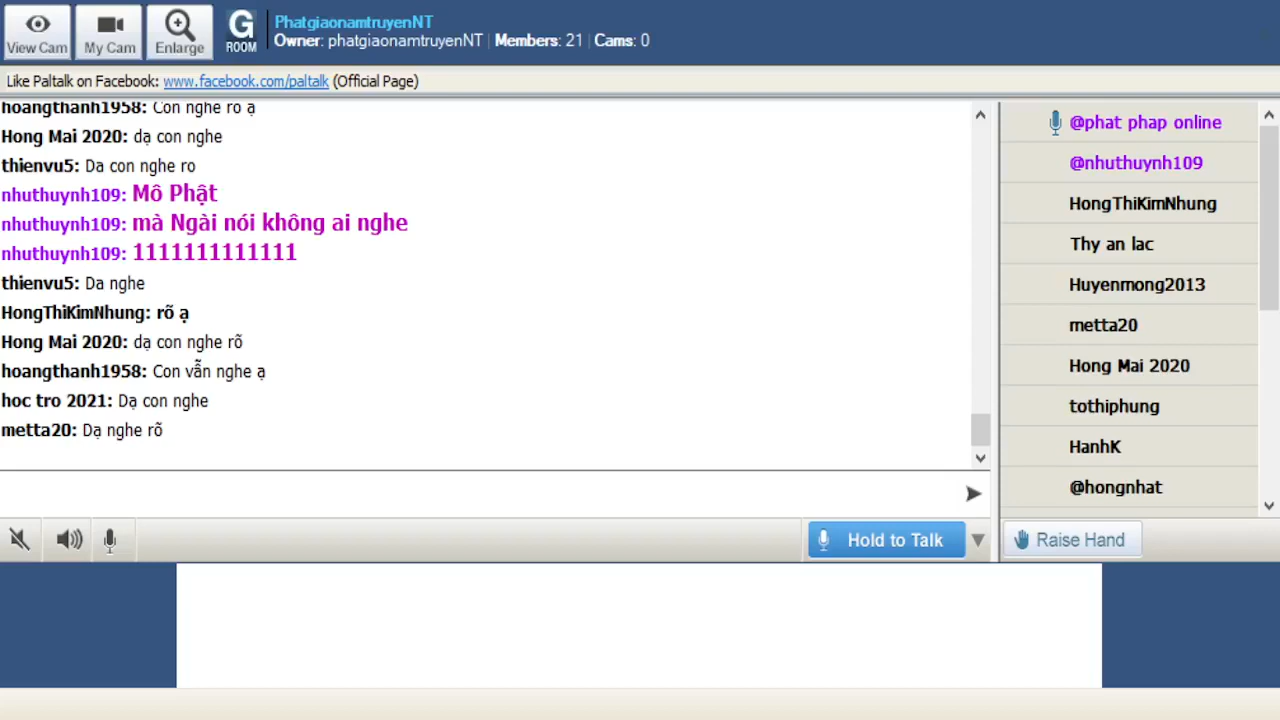 View Cam
My Cam
Enlarge
G
ROOM
PhatgiaonamtruyenNT
Owner: phatgiaonamtruyenNT | Members: 21 | Cams: 0
Like Paltalk on Facebook: www.facebook.com/paltalk (Official Page)
hoangthanh1958: Con nghe rõ ạ
Hong Mai 2020: dạ con nghe
thienvu5: Da con nghe ro
nhuthuynh109: Mô Phật
nhuthuynh109: mà Ngài nói không ai nghe
nhuthuynh109: 1111111111111
thienvu5: Da nghe
HongThiKimNhung: rõ ạ
Hong Mai 2020: dạ con nghe rõ
hoangthanh1958: Con vẫn nghe ạ
hoc tro 2021: Dạ con nghe
metta20: Dạ nghe rõ
@phat phap online
@nhuthuynh109
HongThiKimNhung
Thy an lac
Huyenmong2013
metta20
Hong Mai 2020
tothiphung
HanhK
@hongnhat
Hold to Talk
Raise Hand